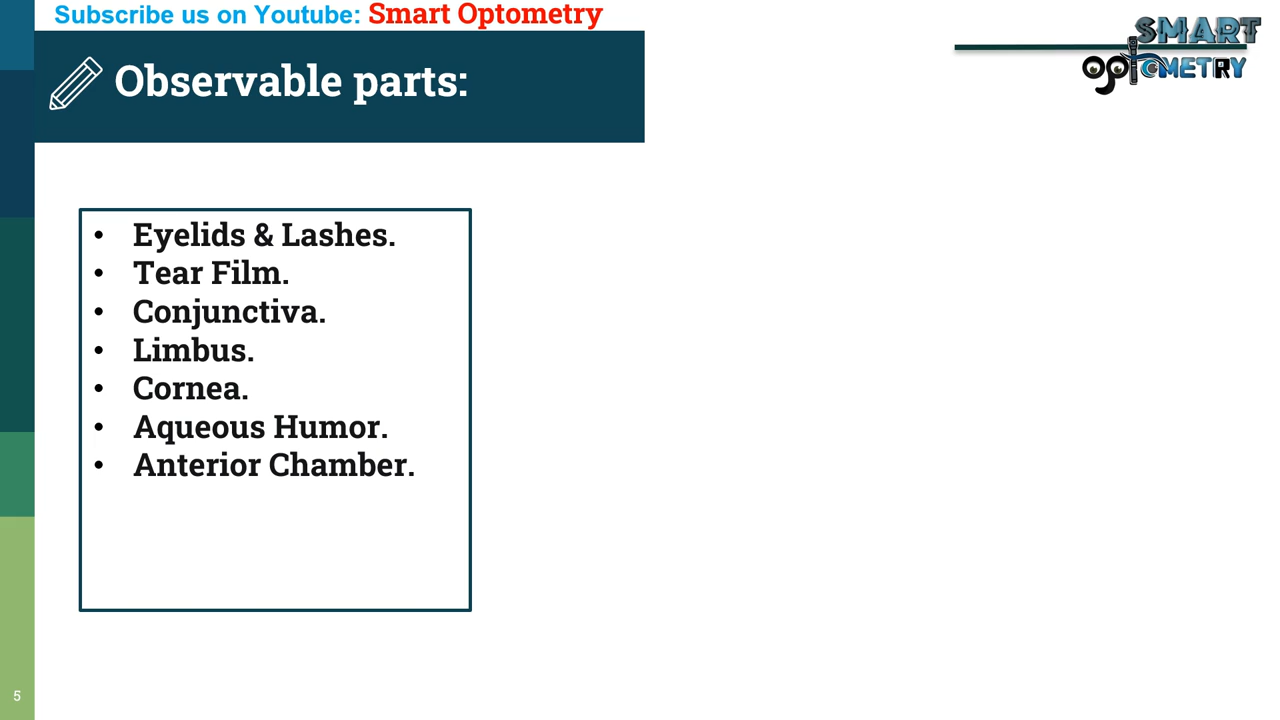 Subscribe us on Youtube: Smart Optometry
SMART
Optometry
Observable parts:
• Eyelids & Lashes.
• Tear Film.
• Conjunctiva.
• Limbus.
• Cornea.
• Aqueous Humor.
• Anterior Chamber.
5